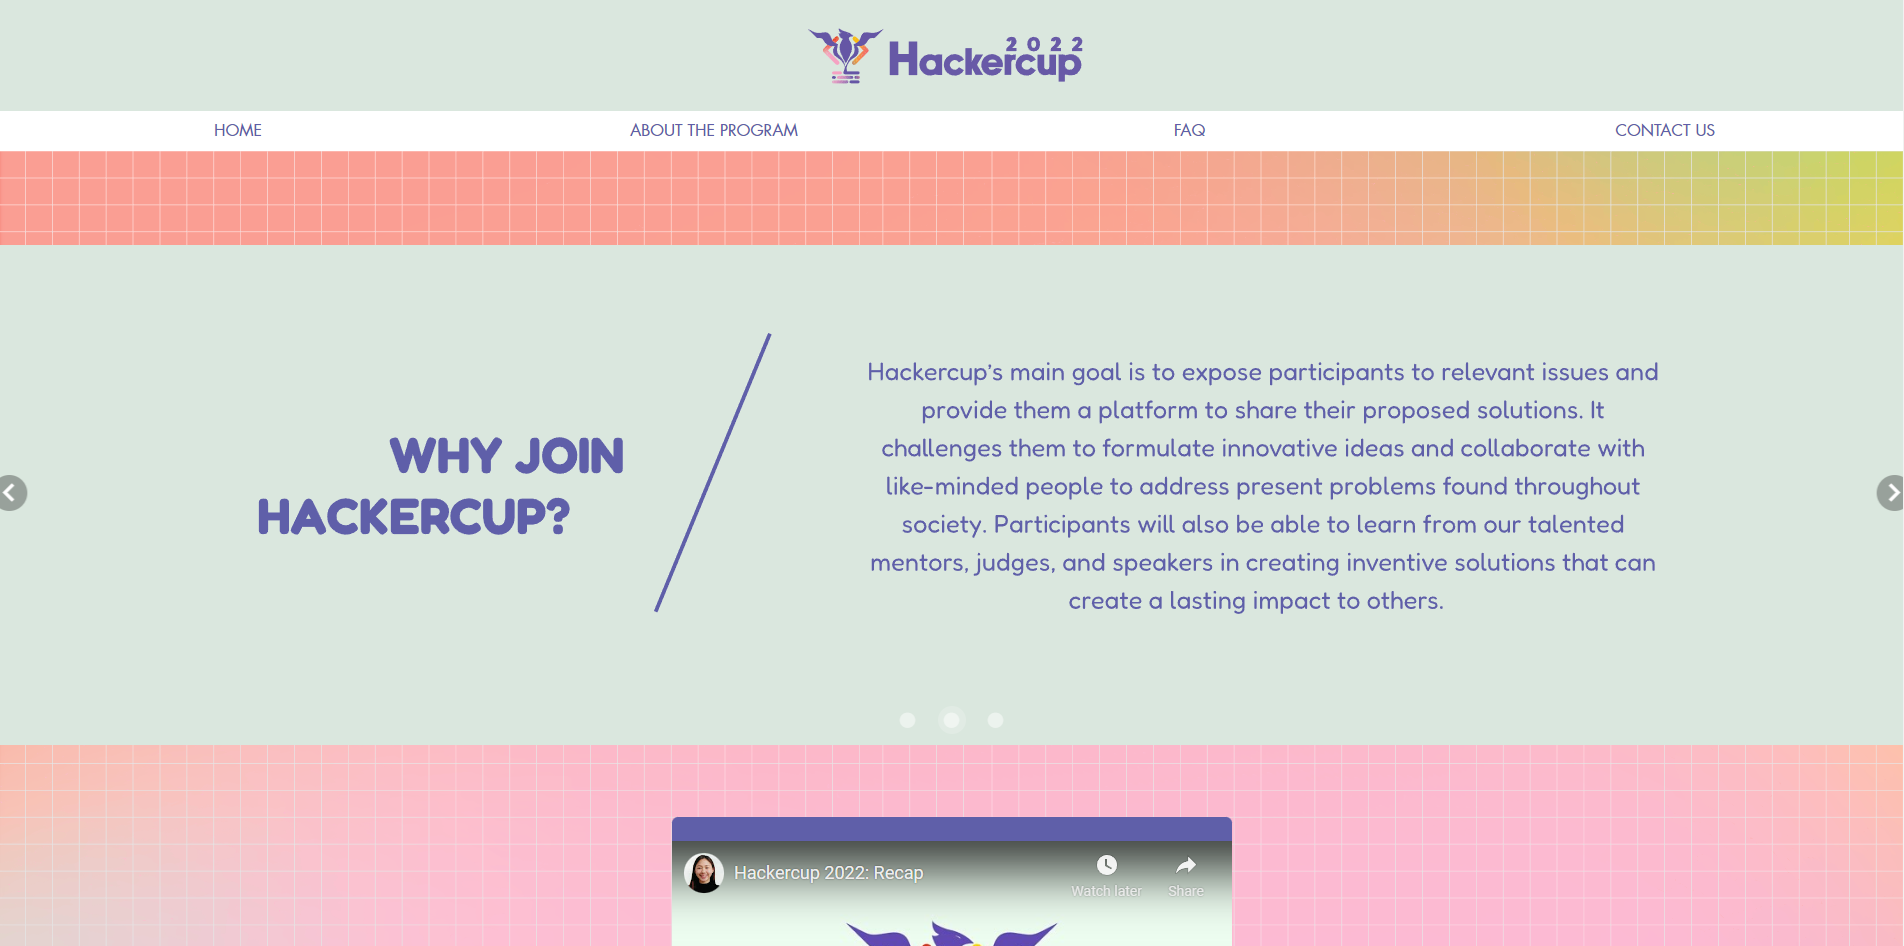 2022
Hackercup
HOME
ABOUT THE PROGRAM
FAQ
CONTACT US
WHY JOIN
HACKERCUP?
Hackercup's main goal is to expose participants to relevant issues and
provide them a platform to share their proposed solutions. It
challenges them to formulate innovative ideas and collaborate with
like-minded people to address present problems found throughout
society. Participants will also be able to learn from our talented
mentors, judges, and speakers in creating inventive solutions that can
create a lasting impact to others.
Hackercup 2022: Recap
Watch later
Share